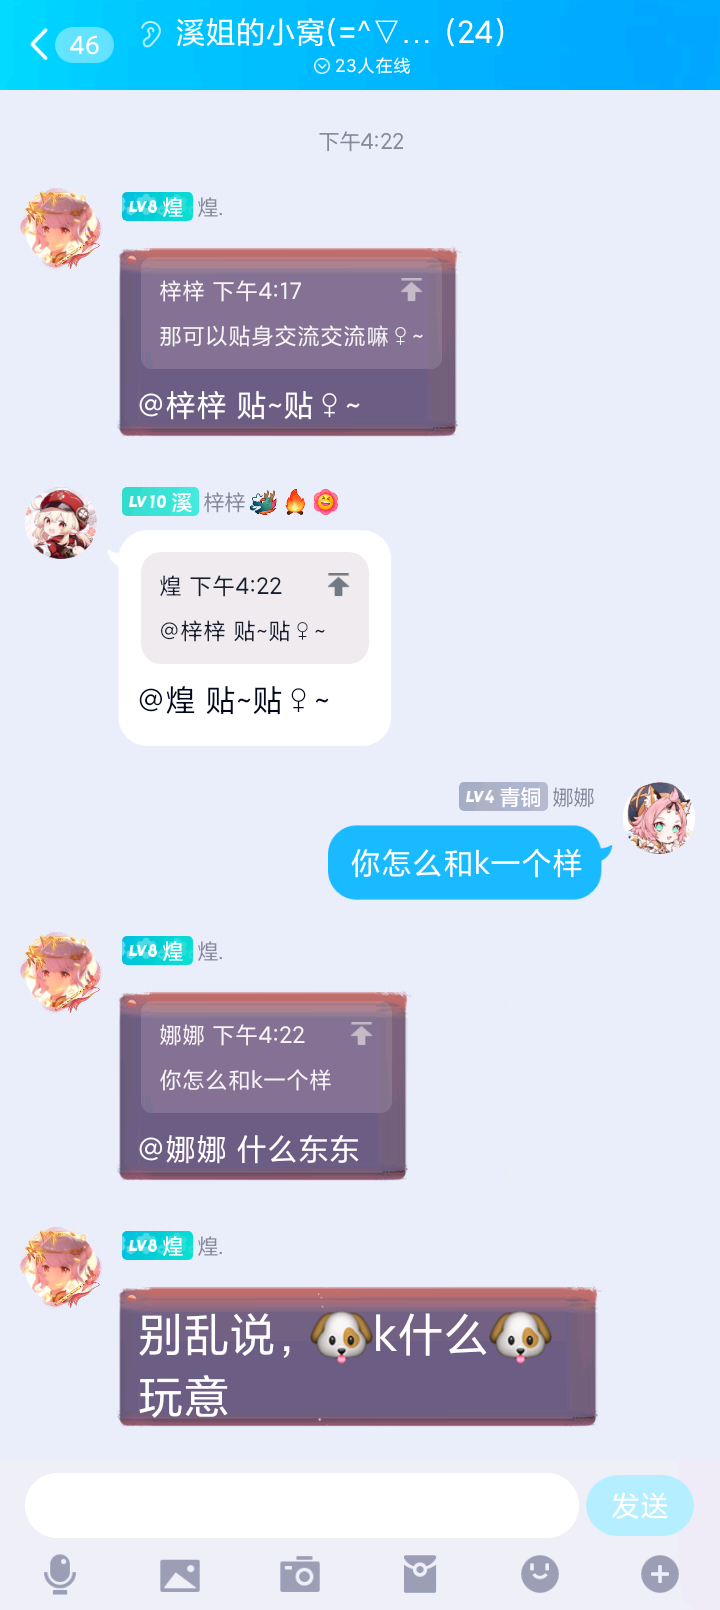 46
溪姐的小窝(=^▽… (24)
23人在线
下午4:22
LV8 煌 煌.
梓梓 下午4:17
那可以贴身交流交流嘛♀~
@梓梓 贴~贴♀~
LV10 溪 梓梓🐲🔥
煌 下午4:22
@梓梓 贴~贴♀~
@煌 贴~贴♀~
LV4 青铜 娜娜
你怎么和k一个样
LV8 煌 煌.
娜娜 下午4:22
你怎么和k一个样
@娜娜 什么东东
LV8 煌 煌.
别乱说，🐶k什么🐶
玩意
发送